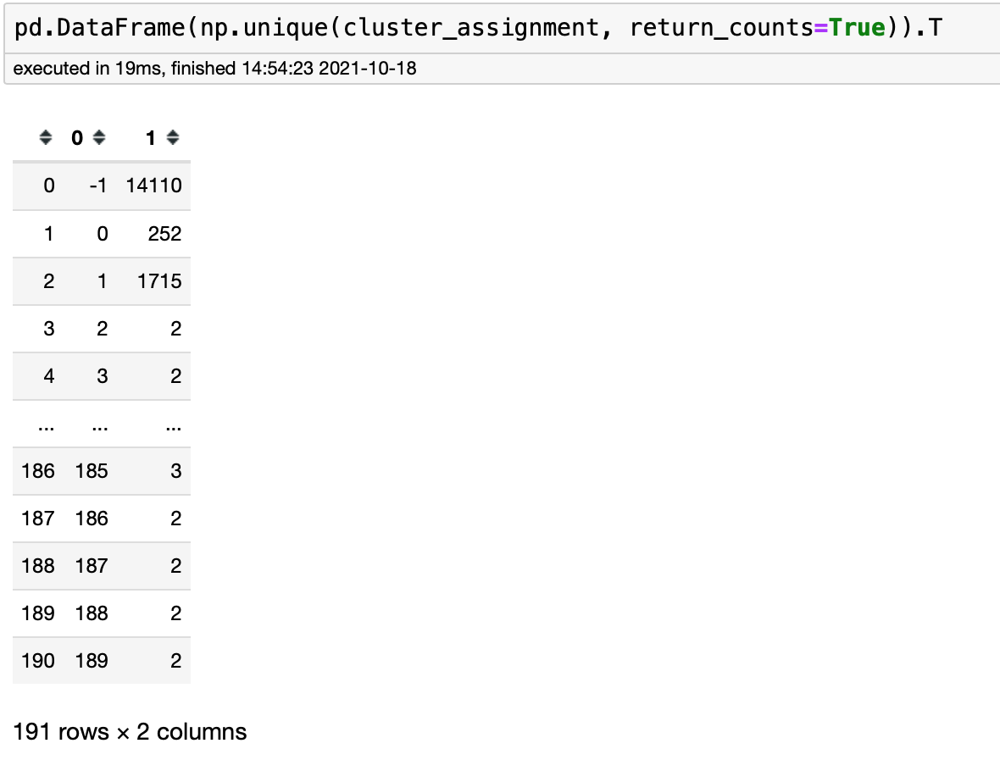 pd.DataFrame(np.unique(cluster_assignment, return_counts=True)).T
executed in 19ms, finished 14:54:23 2021-10-18
0 1
0 -1 14110
1 0 252
2 1 1715
3 2 2
4 3 2
... ... ...
186 185 3
187 186 2
188 187 2
189 188 2
190 189 2
191 rows × 2 columns